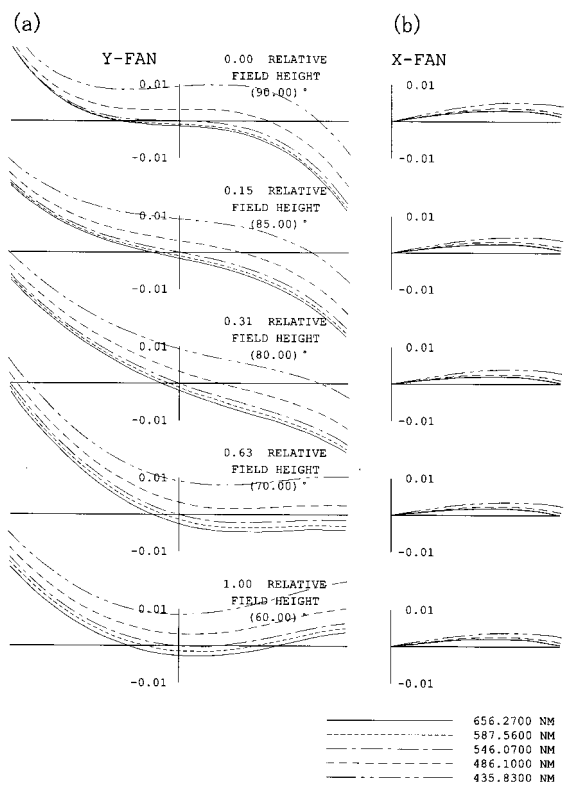 (a)
(b)
Y-FAN
X-FAN
0.00 RELATIVE
FIELD HEIGHT
(90.00)°
0.01
-0.01
0.01
-0.01
0.15 RELATIVE
FIELD HEIGHT
(85.00)°
0.01
-0.01
0.01
-0.01
0.31 RELATIVE
FIELD HEIGHT
(80.00)°
0.01
-0.01
0.01
-0.01
0.63 RELATIVE
FIELD HEIGHT
(70.00)°
0.01
-0.01
0.01
-0.01
1.00 RELATIVE
FIELD HEIGHT
(60.00)°
0.01
-0.01
0.01
-0.01
656.2700 NM
587.5600 NM
546.0700 NM
486.1000 NM
435.8300 NM